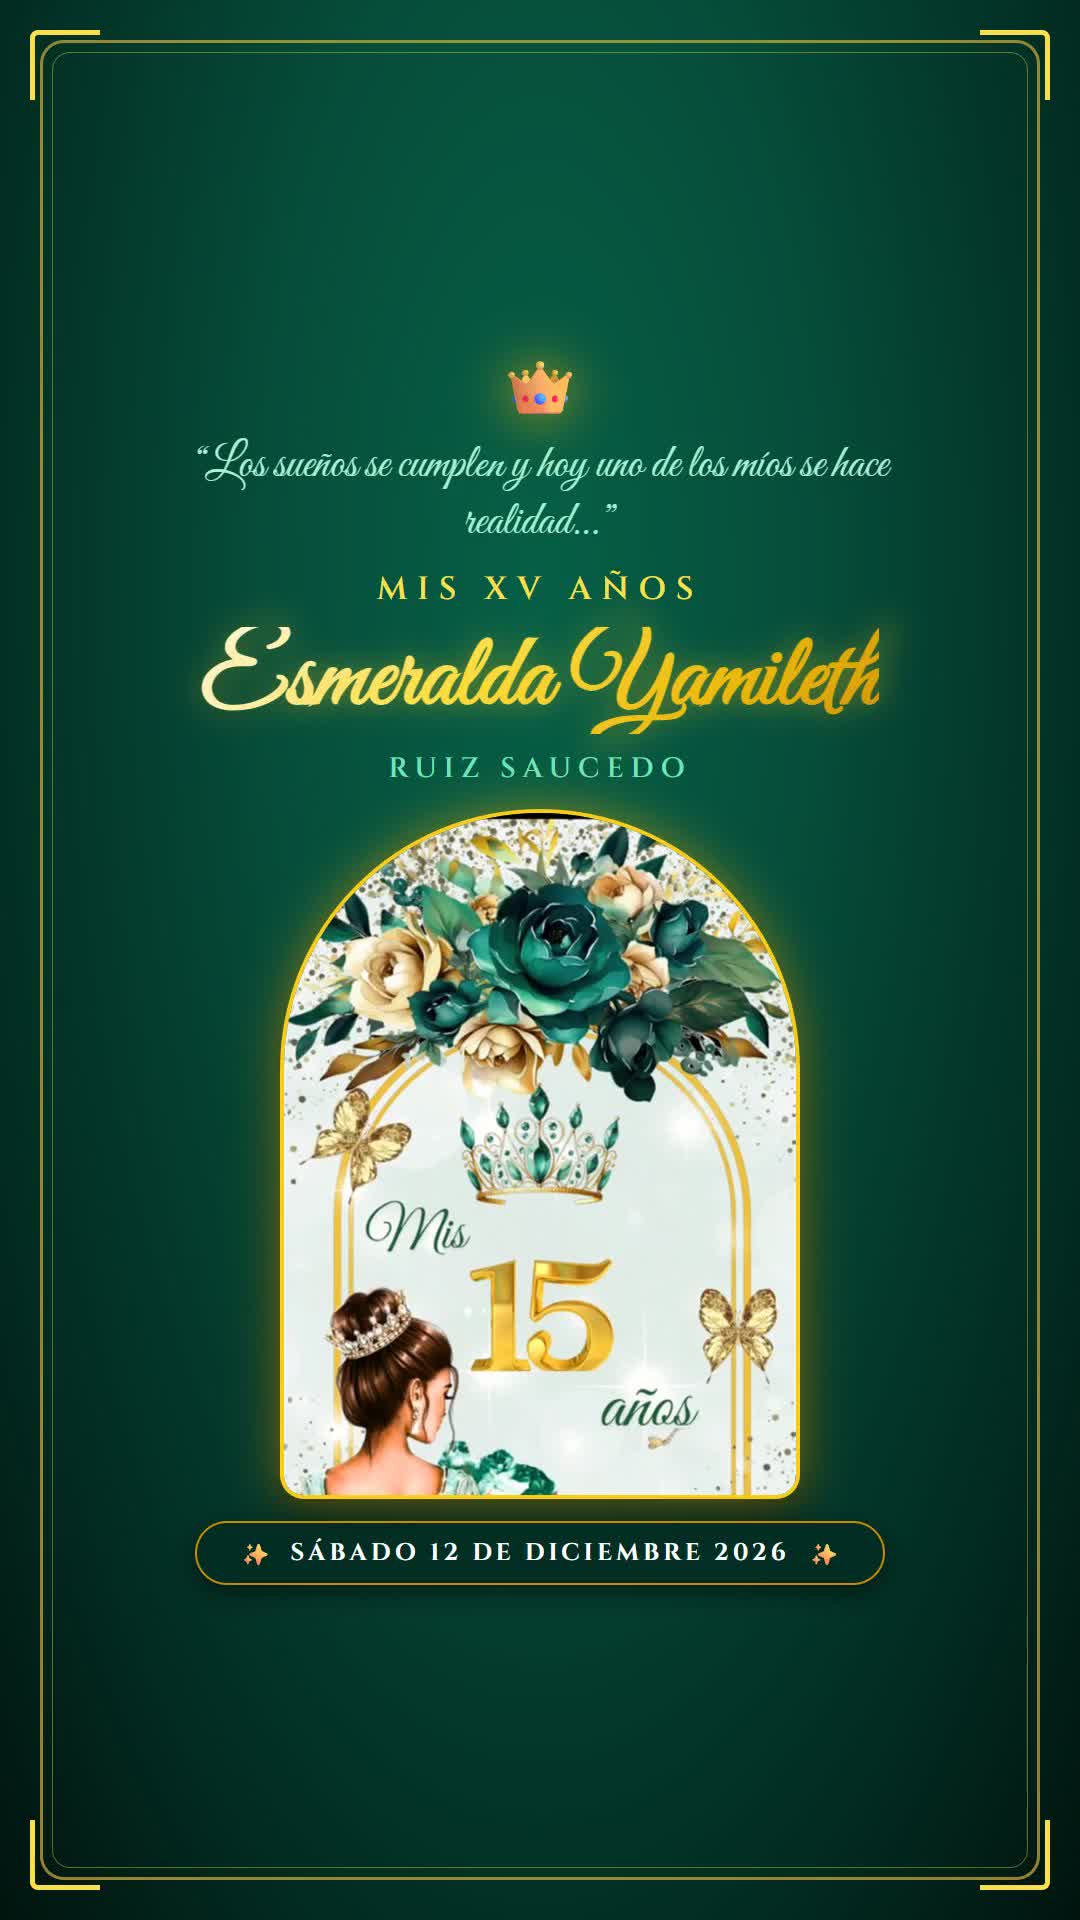 “Los sueños se cumplen y hoy uno de los míos se hace
realidad...”
MIS XV AÑOS
Esmeralda Yamileth
RUIZ SAUCEDO
Mis
15
años
SÁBADO 12 DE DICIEMBRE 2026